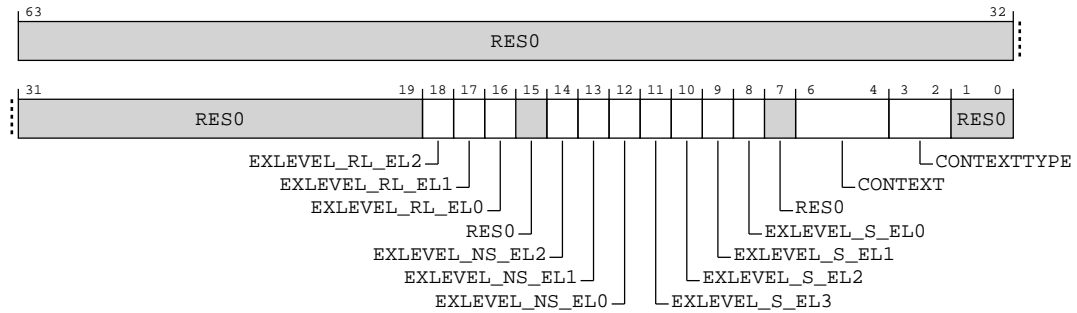 63 32
RES0
31 19 18 17 16 15 14 13 12 11 10 9 8 7 6 4 3 2 1 0
RES0 RES0
EXLEVEL_RL_EL2 CONTEXTTYPE
EXLEVEL_RL_EL1 CONTEXT
EXLEVEL_RL_EL0 RES0
RES0 EXLEVEL_S_EL0
EXLEVEL_NS_EL2 EXLEVEL_S_EL1
EXLEVEL_NS_EL1 EXLEVEL_S_EL2
EXLEVEL_NS_EL0 EXLEVEL_S_EL3